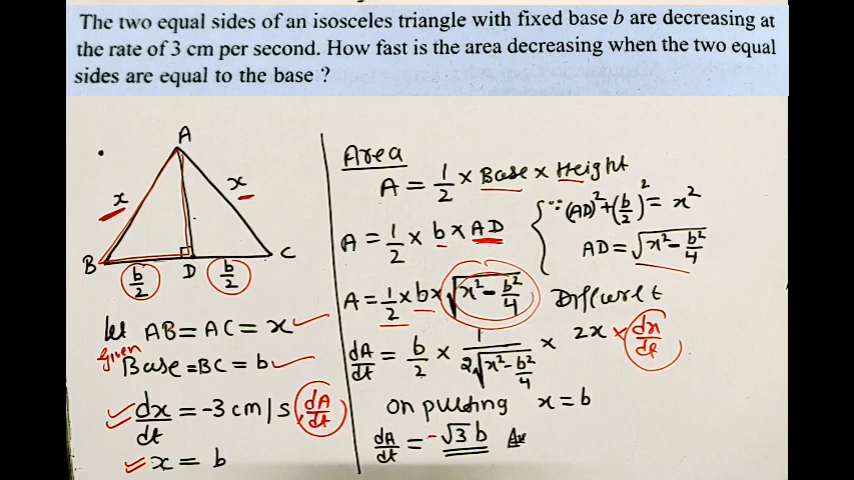 The two equal sides of an isosceles triangle with fixed base b are decreasing at
the rate of 3 cm per second. How fast is the area decreasing when the two equal
sides are equal to the base ?
A
x
x
B
D
C
b/2
b/2
let AB = AC = x
Given
Base = BC = b
dx/dt = -3 cm/s, dA/dt
x = b
Area
A = 1/2 × Base × Height
A = 1/2 × b × AD
∵ (AD)² + (b/2)² = x²
AD = √(x² - b²/4)
A = 1/2 × b × √(x² - b²/4)
dA/dt = b/2 × 1/(2√(x² - b²/4)) × 2x × dx/dt
on putting x = b
dA/dt = -√3 b